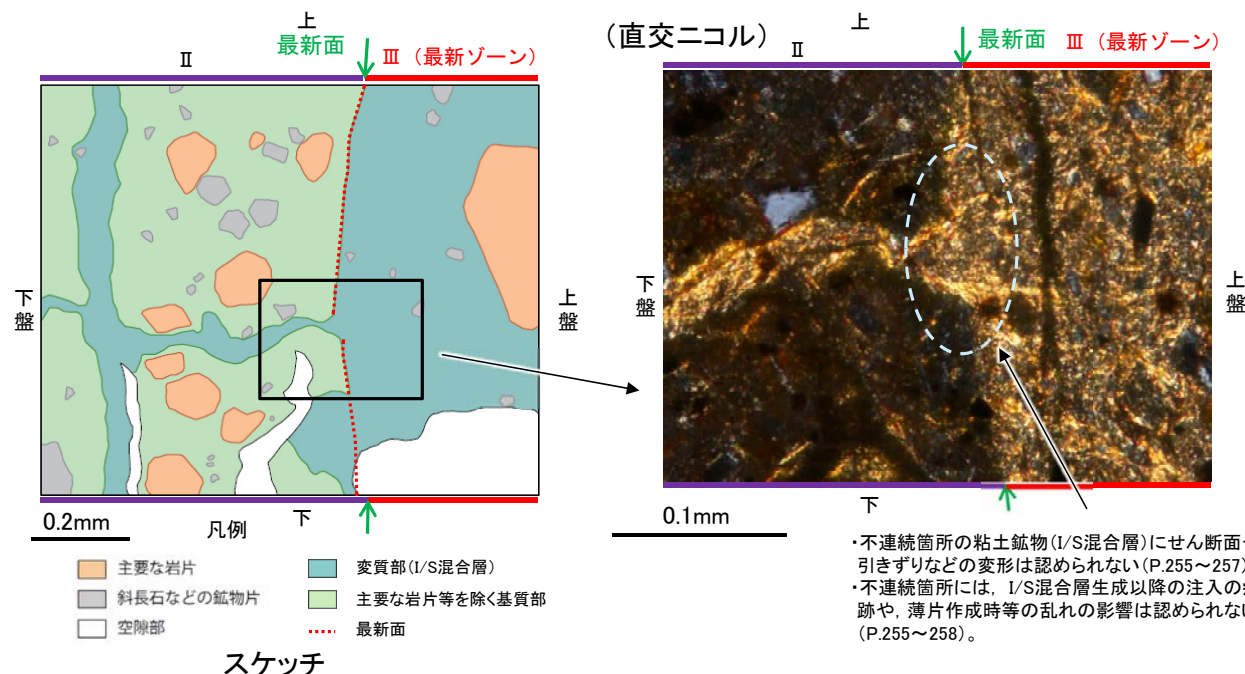 上
最新面
Ⅱ
Ⅲ（最新ゾーン）
下盤
上盤
下
0.2mm
凡例
主要な岩片
斜長石などの鉱物片
空隙部
変質部(I/S混合層)
主要な岩片等を除く基質部
最新面
スケッチ
（直交ニコル）
上
Ⅱ
最新面
Ⅲ（最新ゾーン）
下盤
上盤
下
0.1mm
・不連続箇所の粘土鉱物(I/S混合層)にせん断面
引きずりなどの変形は認められない(P.255～257)
・不連続箇所には，I/S混合層生成以降の注入の
跡や，薄片作成時等の乱れの影響は認められない
(P.255～258)。